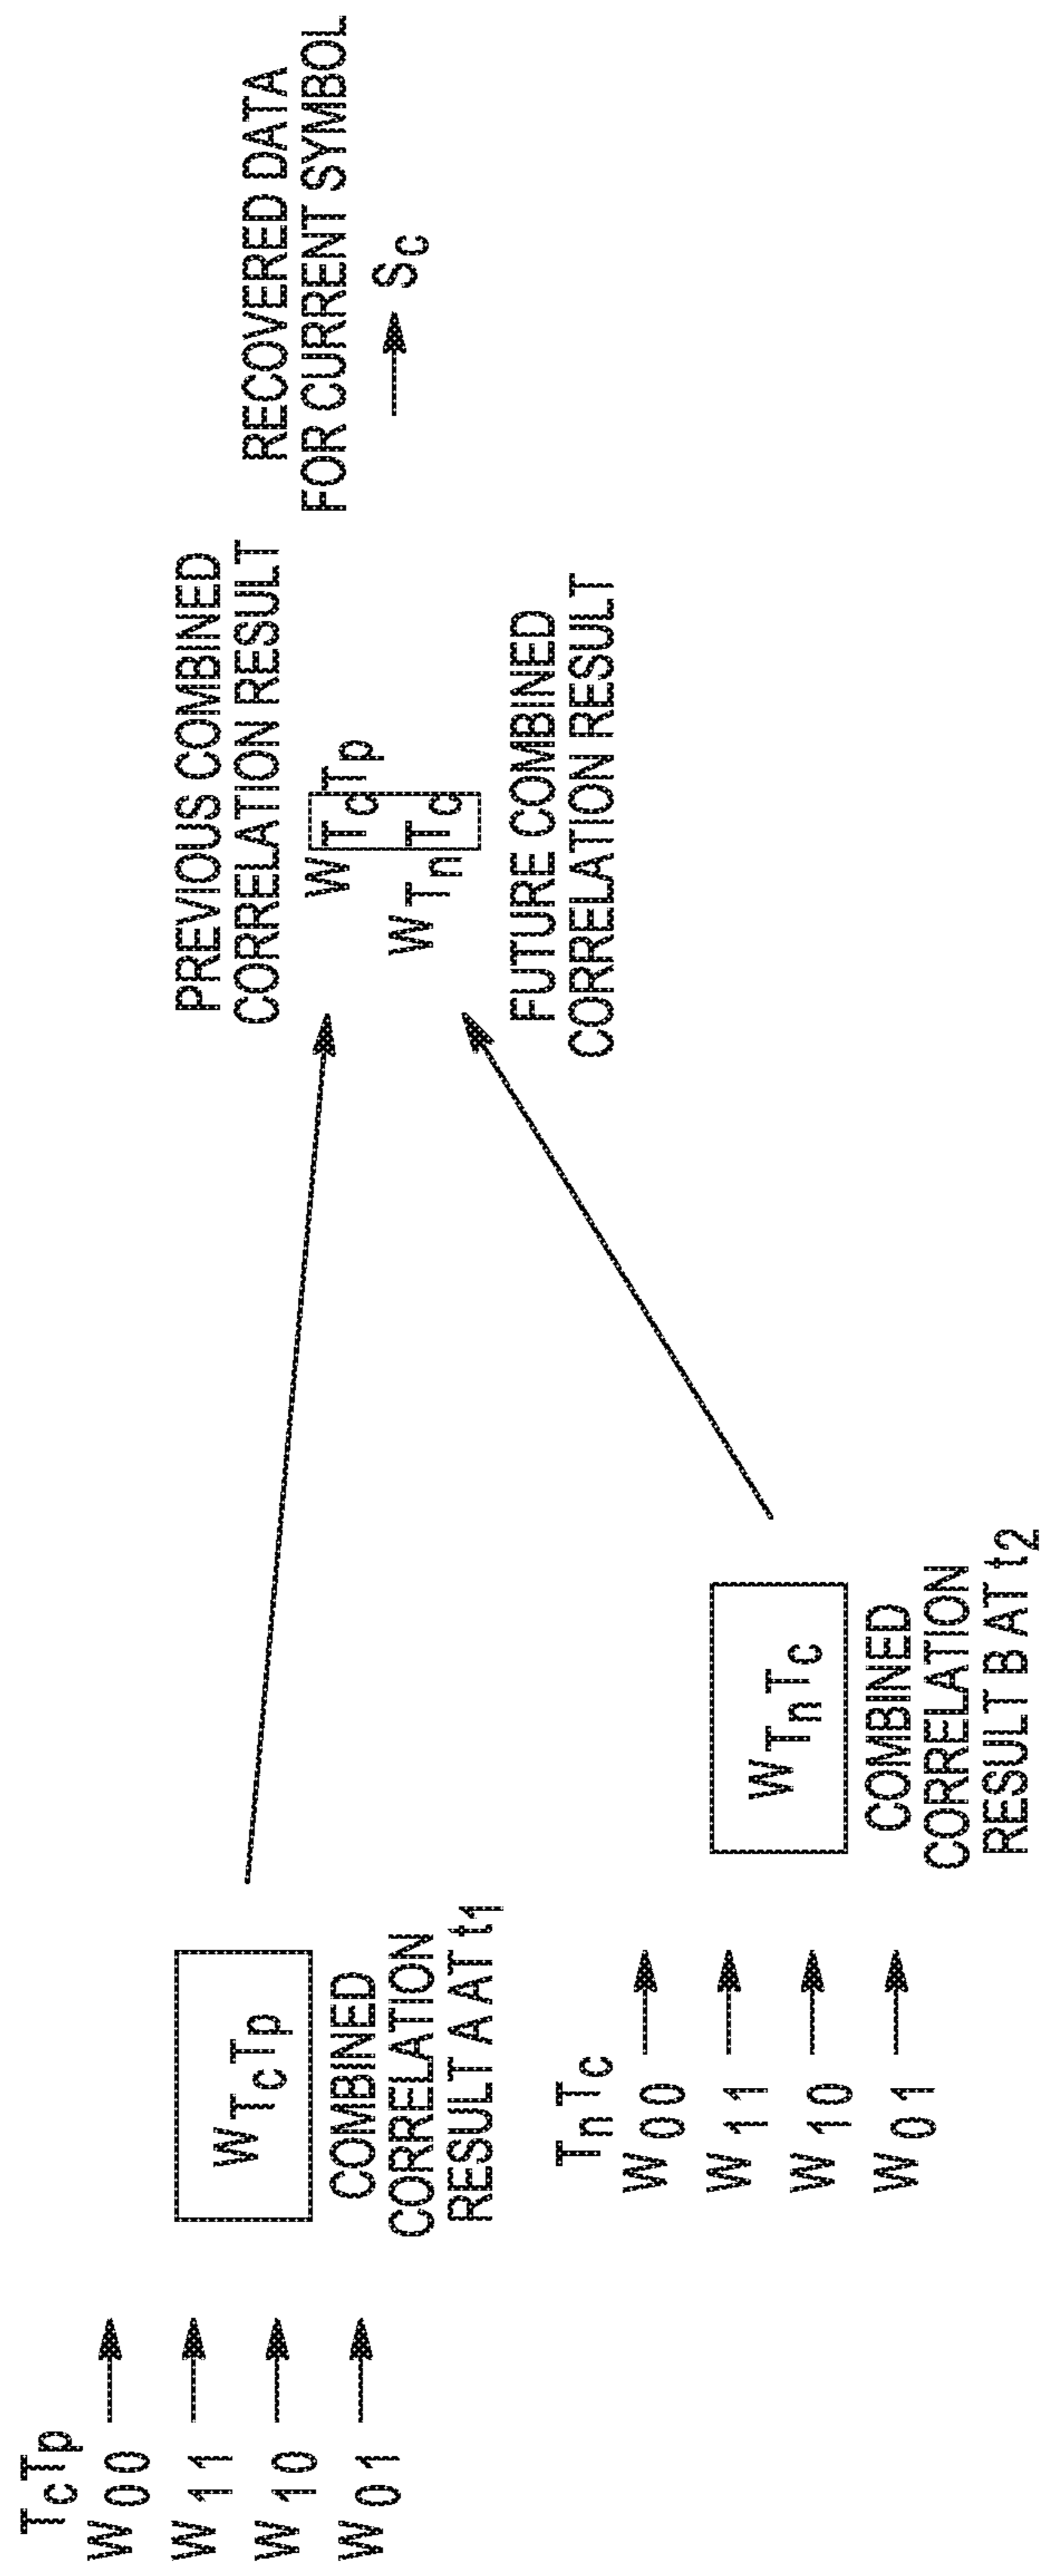 TcTp
W00
W11
W10
W01
WTcTp
COMBINED
CORRELATION
RESULT A AT t1
TnTc
W00
W11
W10
W01
WTnTc
COMBINED
CORRELATION
RESULT B AT t2
PREVIOUS COMBINED
CORRELATION RESULT
WTcTp
WTnTc
FUTURE COMBINED
CORRELATION RESULT
RECOVERED DATA
FOR CURRENT SYMBOL
Sc